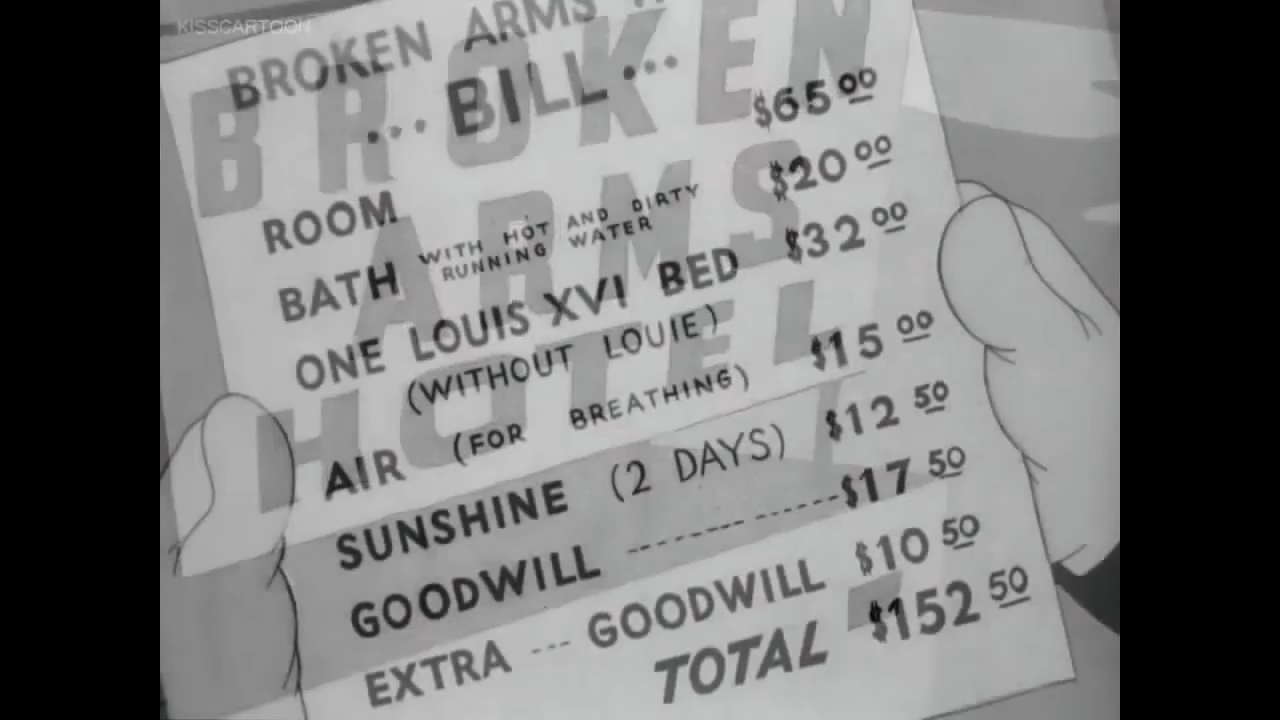 KISSCARTOON
BROKEN ARMS
BROKEN
ARMS
HOTEL
...BILL...
ROOM $65 00
BATH WITH HOT AND DIRTY $20 00
RUNNING WATER
ONE LOUIS XVI BED $32 00
(WITHOUT LOUIE)
AIR (FOR BREATHING) $15 00
SUNSHINE (2 DAYS) $12 50
GOODWILL ------------ $17 50
EXTRA --- GOODWILL $10 50
TOTAL $152 50